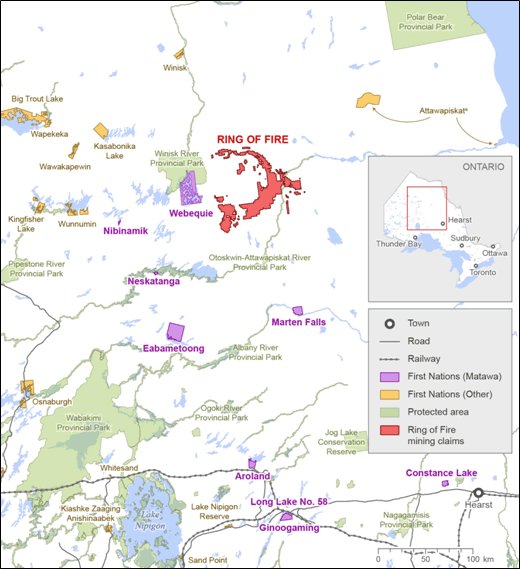 Polar Bear
Provincial Park
Winisk
Big Trout Lake
Wapekeka
Kasabonika
Lake
Wawakapewin
Attawapiskat*
RING OF FIRE
Winisk River
Provincial Park
Webequie
Kingfisher
Lake
Wunnumin
Nibinamik
Pipestone River
Provincial Park
Otoskwin-Attawapiskat River
Provincial Park
Neskatanga
Marten Falls
Eabametoong
Albany River
Provincial Park
Osnaburgh
Wabakimi
Provincial Park
Ogoki River
Provincial Park
Jog Lake
Conservation
Reserve
Whitesand
Aroland
Constance Lake
Long Lake No. 58
Kiashke Zaaging
Anishinaabek
Lake
Nipigon
Lake Nipigon
Reserve
Ginoogaming
Hearst
Nagagamisis
Provincial Park
Sand Point
0 50 100 km
ONTARIO
Hearst
Thunder Bay
Sudbury
Ottawa
Toronto
Town
Road
Railway
First Nations (Matawa)
First Nations (Other)
Protected area
Ring of Fire
mining claims